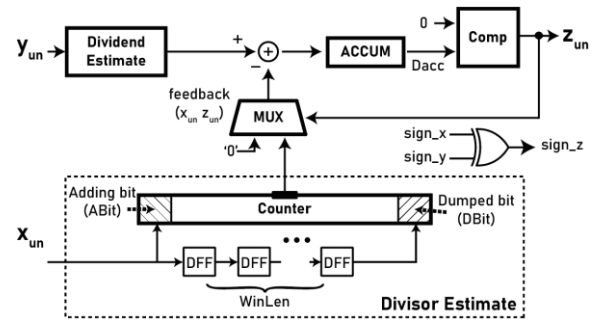 y_un
Dividend
Estimate
+
+
−
ACCUM
Dacc
0
Comp
z_un
feedback
(x_un z_un)
MUX
'0'
sign_x
sign_y
sign_z
Adding bit
(ABit)
Counter
Dumped bit
(DBit)
x_un
DFF
DFF
•••
DFF
WinLen
Divisor Estimate